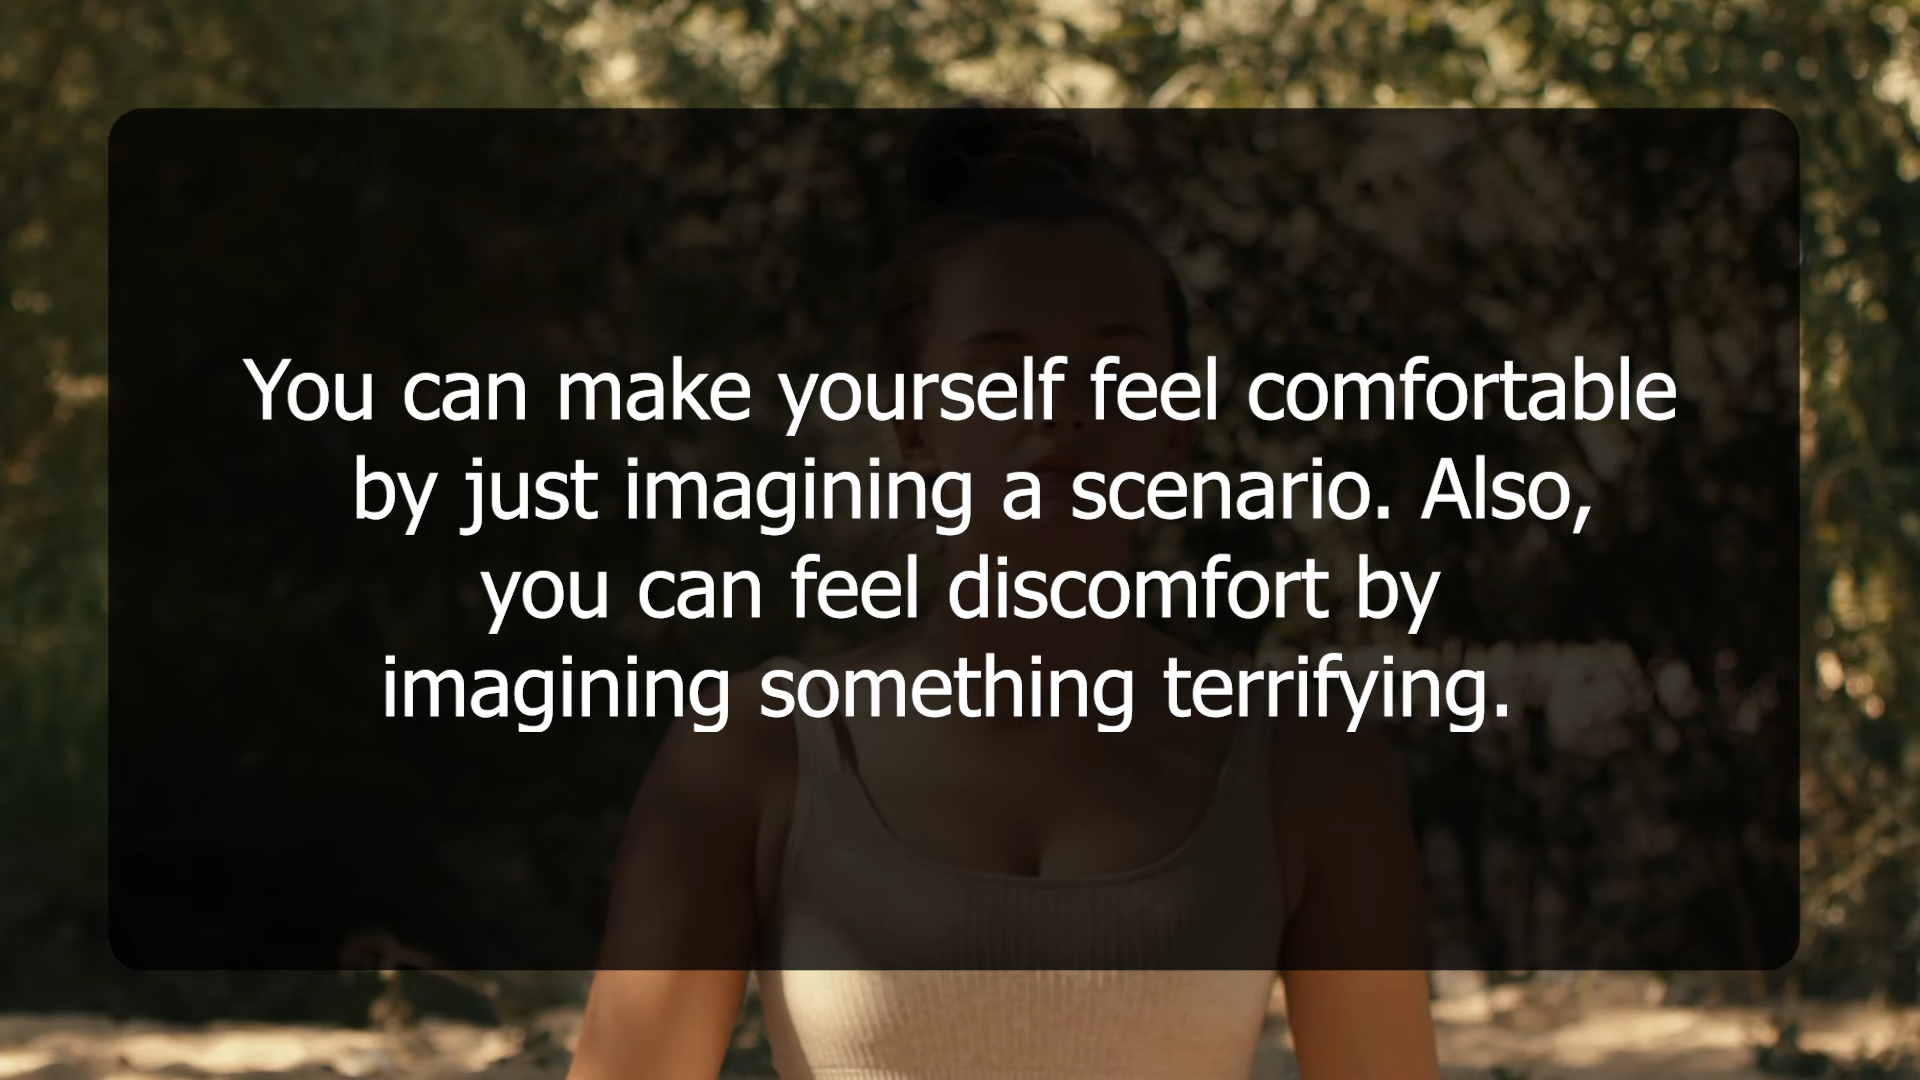 You can make yourself feel comfortable
by just imagining a scenario. Also,
you can feel discomfort by
imagining something terrifying.